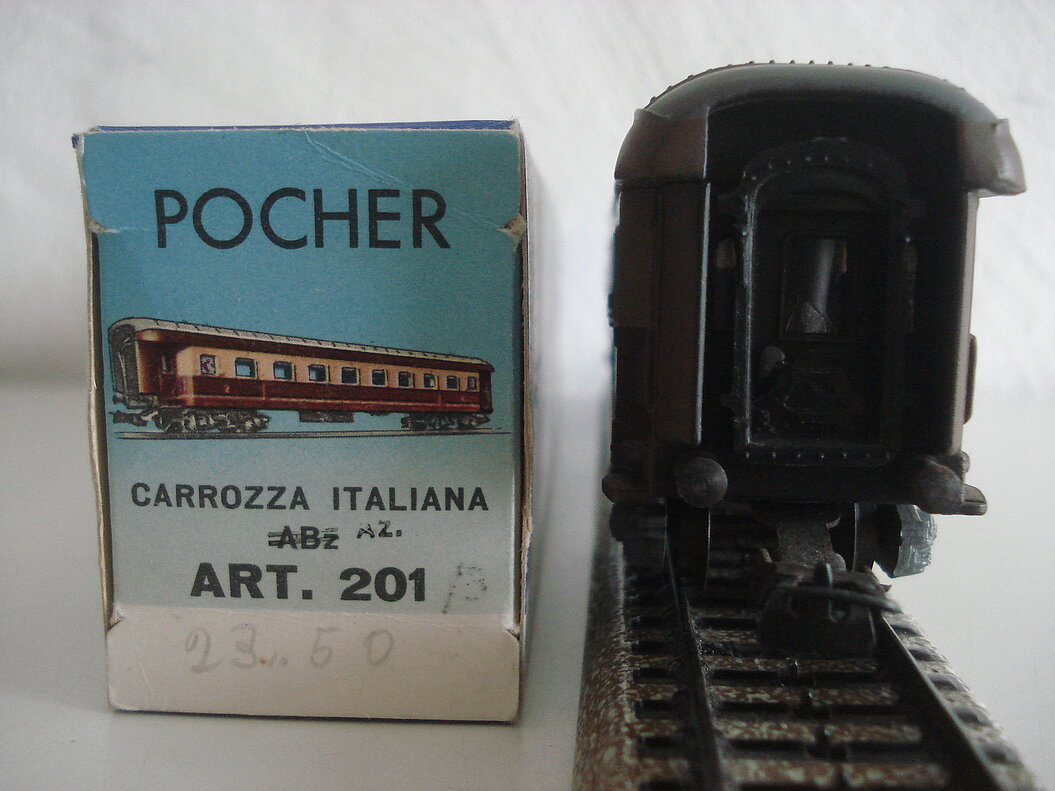 POCHER
CARROZZA ITALIANA
ABz AZ.
ART. 201
23.50